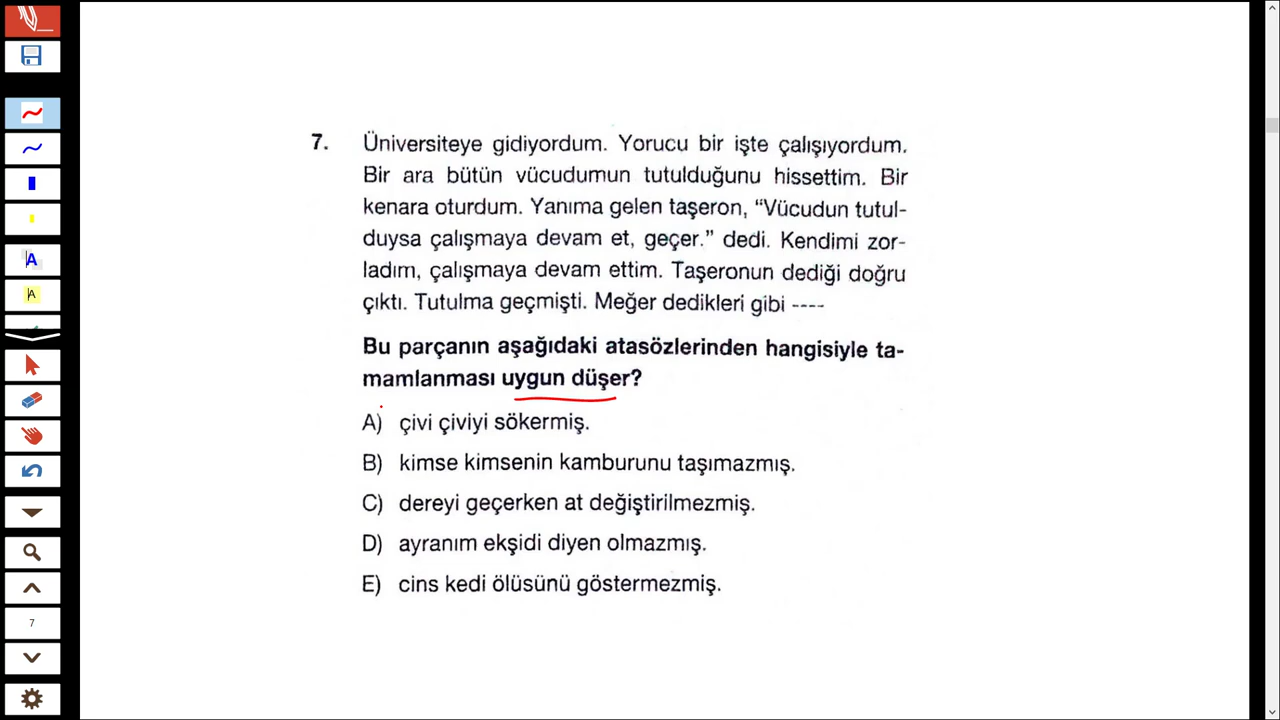 7. Üniversiteye gidiyordum. Yorucu bir işte çalışıyordum.
Bir ara bütün vücudumun tutulduğunu hissettim. Bir
kenara oturdum. Yanıma gelen taşeron, “Vücudun tutul-
duysa çalışmaya devam et, geçer.” dedi. Kendimi zor-
ladım, çalışmaya devam ettim. Taşeronun dediği doğru
çıktı. Tutulma geçmişti. Meğer dedikleri gibi ----
Bu parçanın aşağıdaki atasözlerinden hangisiyle ta-
mamlanması uygun düşer?
A) çivi çiviyi sökermiş.
B) kimse kimsenin kamburunu taşımazmış.
C) dereyi geçerken at değiştirilmezmiş.
D) ayranım ekşidi diyen olmazmış.
E) cins kedi ölüsünü göstermezmiş.
A
A
7